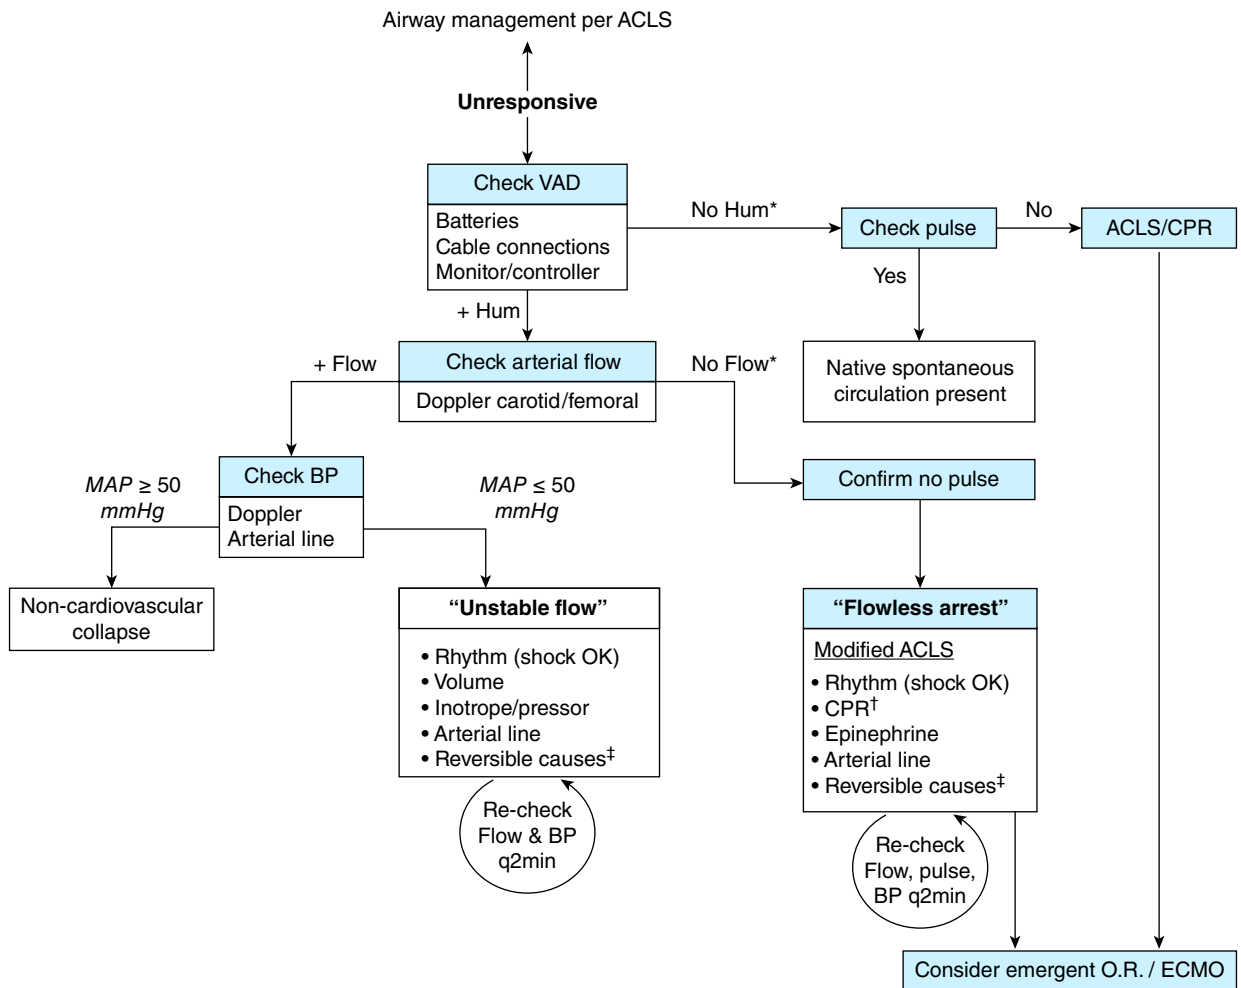 Airway management per ACLS
Unresponsive
Check VAD
Batteries
Cable connections
Monitor/controller
No Hum*
Check pulse
No
ACLS/CPR
Yes
Native spontaneous
circulation present
+ Hum
Check arterial flow
Doppler carotid/femoral
+ Flow
No Flow*
Check BP
Doppler
Arterial line
MAP ≥ 50
mmHg
MAP ≤ 50
mmHg
Confirm no pulse
Non-cardiovascular
collapse
“Unstable flow”
• Rhythm (shock OK)
• Volume
• Inotrope/pressor
• Arterial line
• Reversible causes‡
Re-check
Flow & BP
q2min
“Flowless arrest”
Modified ACLS
• Rhythm (shock OK)
• CPR†
• Epinephrine
• Arterial line
• Reversible causes‡
Re-check
Flow, pulse,
BP q2min
Consider emergent O.R. / ECMO